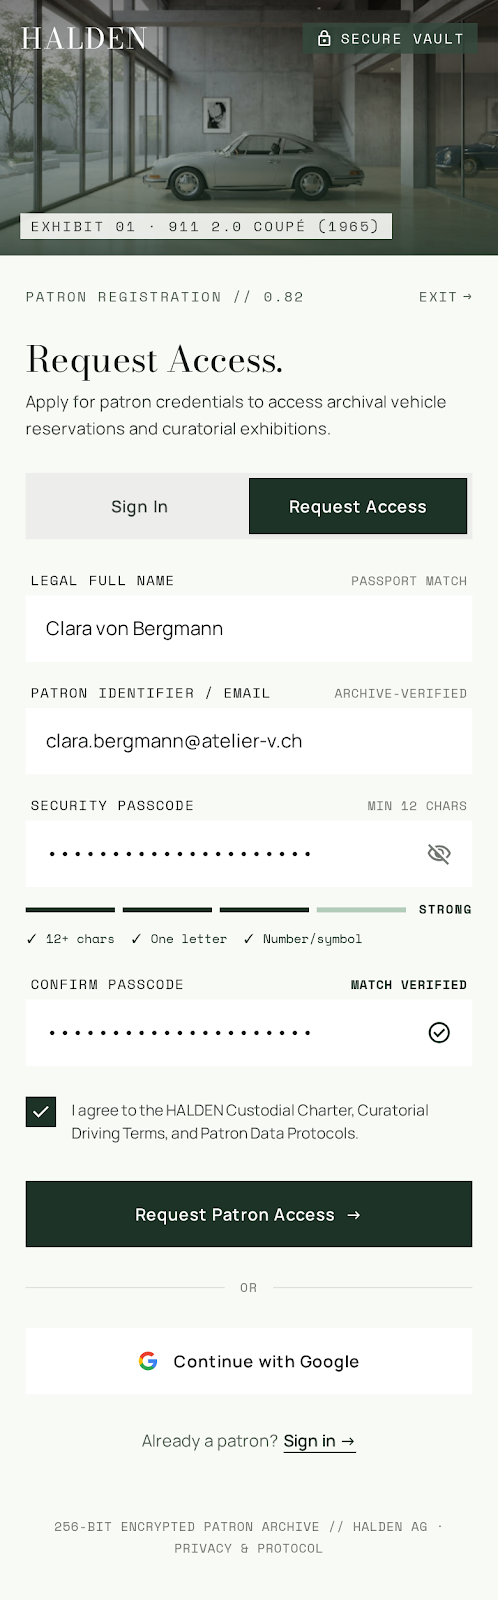 HALDEN
SECURE VAULT
EXHIBIT 01 · 911 2.0 COUPÉ (1965)
PATRON REGISTRATION // 0.82
EXIT →
Request Access.
Apply for patron credentials to access archival vehicle
reservations and curatorial exhibitions.
Sign In
Request Access
LEGAL FULL NAME
PASSPORT MATCH
Clara von Bergmann
PATRON IDENTIFIER / EMAIL
ARCHIVE-VERIFIED
clara.bergmann@atelier-v.ch
SECURITY PASSCODE
MIN 12 CHARS
•••••••••••••••••••••
STRONG
✓ 12+ chars ✓ One letter ✓ Number/symbol
CONFIRM PASSCODE
MATCH VERIFIED
•••••••••••••••••••••
I agree to the HALDEN Custodial Charter, Curatorial
Driving Terms, and Patron Data Protocols.
Request Patron Access →
OR
Continue with Google
Already a patron? Sign in →
256-BIT ENCRYPTED PATRON ARCHIVE // HALDEN AG ·
PRIVACY & PROTOCOL